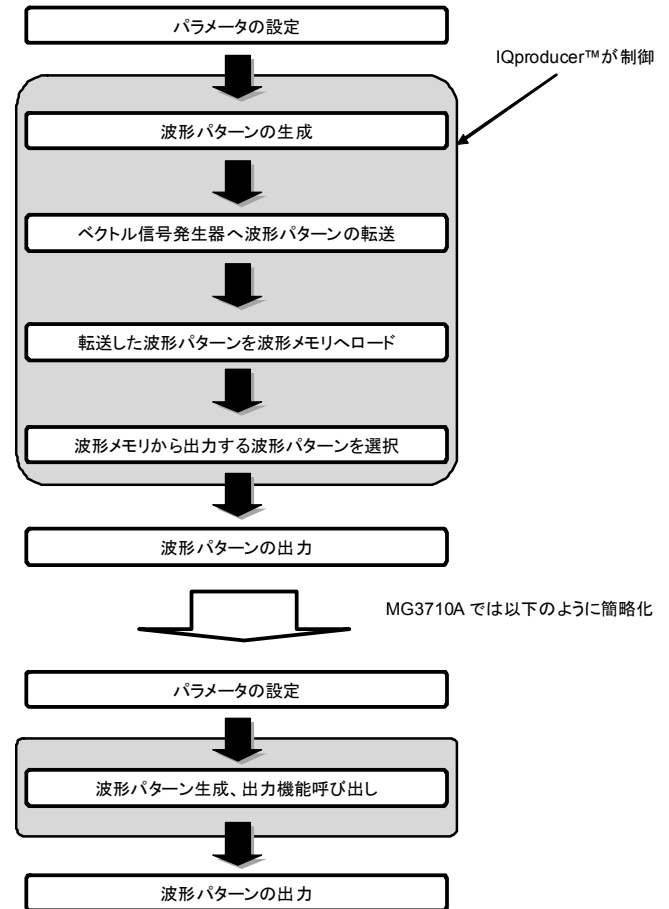 パラメータの設定
IQproducer™が制御
波形パターンの生成
ベクトル信号発生器へ波形パターンの転送
転送した波形パターンを波形メモリへロード
波形メモリから出力する波形パターンを選択
波形パターンの出力
MG3710A では以下のように簡略化
パラメータの設定
波形パターン生成、出力機能呼び出し
波形パターンの出力